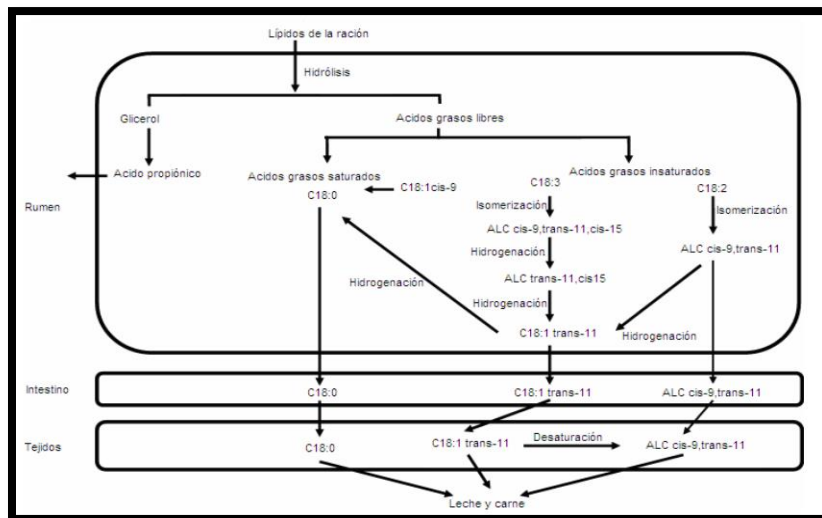 Lípidos de la ración
Hidrólisis
Glicerol
Acidos grasos libres
Acido propiónico
Acidos grasos saturados
Acidos grasos insaturados
C18:0
C18:1cis-9
C18:3
C18:2
Rumen
Isomerización
Isomerización
ALC cis-9,trans-11,cis-15
ALC cis-9,trans-11
Hidrogenación
Hidrogenación
ALC trans-11,cis15
Hidrogenación
C18:1 trans-11
Hidrogenación
Intestino
C18:0
C18:1 trans-11
ALC cis-9,trans-11
Tejidos
C18:0
C18:1 trans-11
Desaturación
ALC cis-9,trans-11
Leche y carne